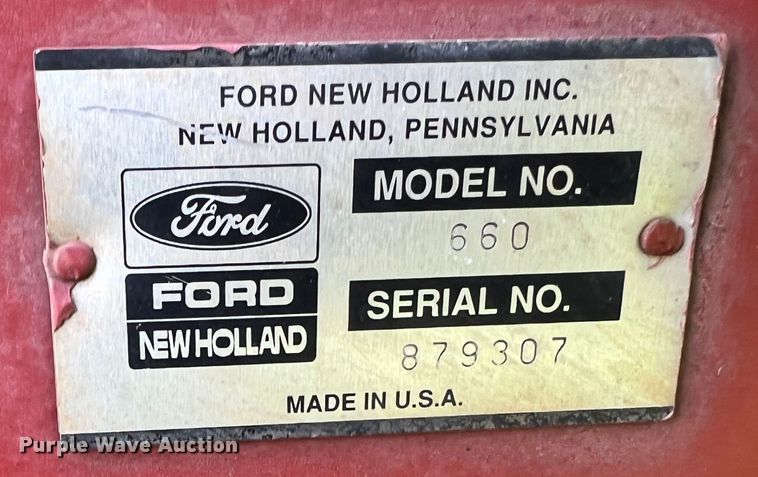 FORD NEW HOLLAND INC.
NEW HOLLAND, PENNSYLVANIA
Ford
FORD
NEW HOLLAND
MODEL NO.
660
SERIAL NO.
879307
MADE IN U.S.A.
Purple Wave Auction